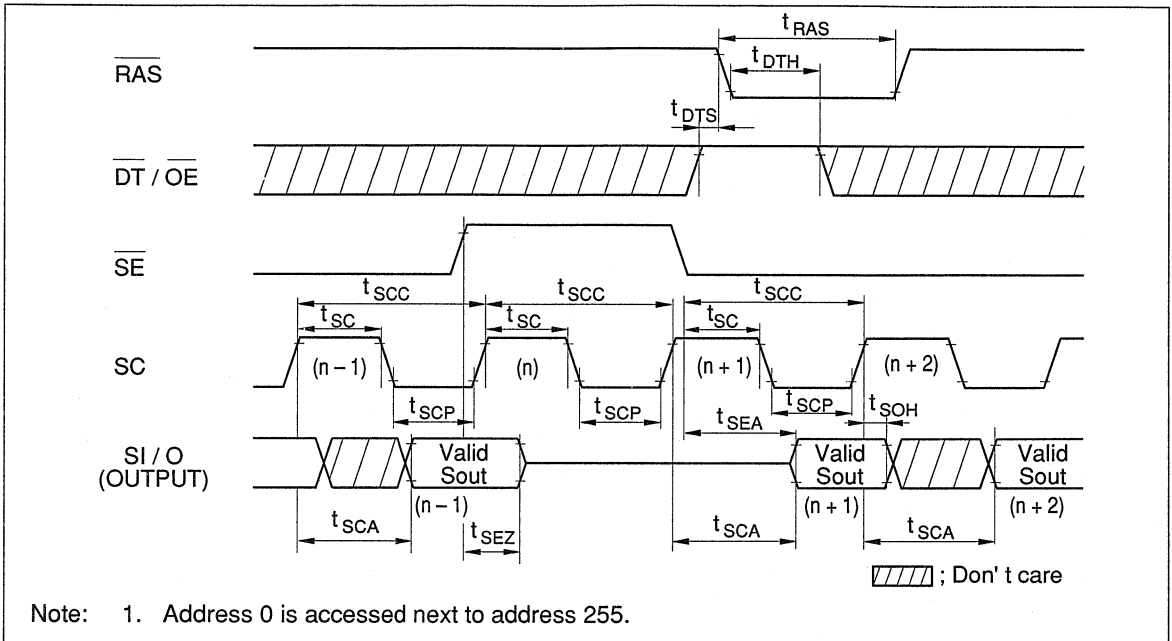 t RAS
RAS
t DTH
t DTS
DT / OE
SE
t SCC t SCC t SCC
t SC t SC t SC
SC (n – 1) (n) (n + 1) (n + 2)
t SCP t SCP t SCP t SOH
t SEA
SI / O
(OUTPUT)
Valid Sout
Valid Sout
Valid Sout
(n – 1) (n + 1) (n + 2)
t SCA t SEZ t SCA t SCA
; Don' t care
Note: 1. Address 0 is accessed next to address 255.